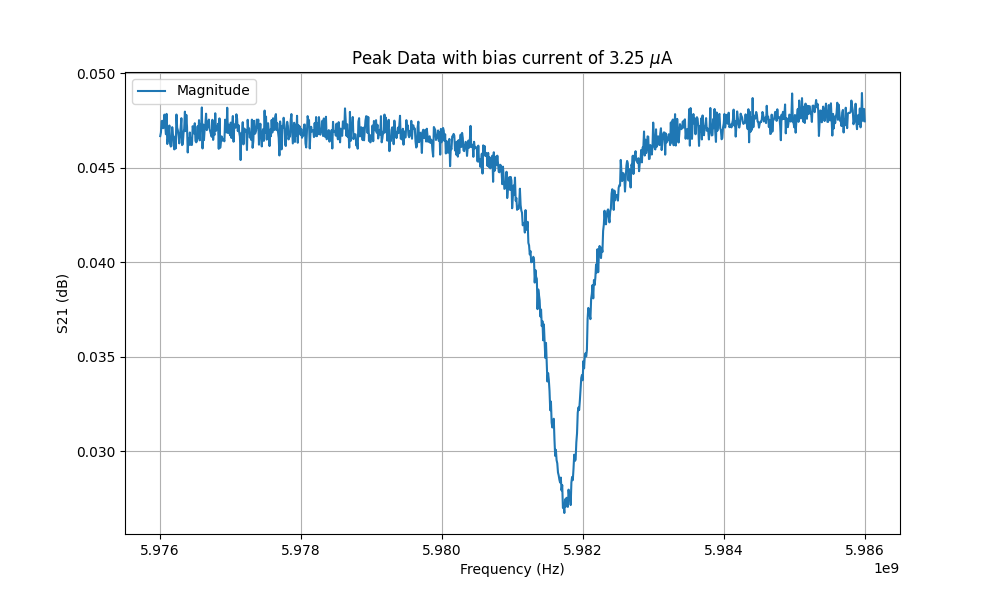 Peak Data with bias current of 3.25 μA
Magnitude
0.050
0.045
0.040
0.035
0.030
S21 (dB)
5.976 5.978 5.980 5.982 5.984 5.986
1e9
Frequency (Hz)